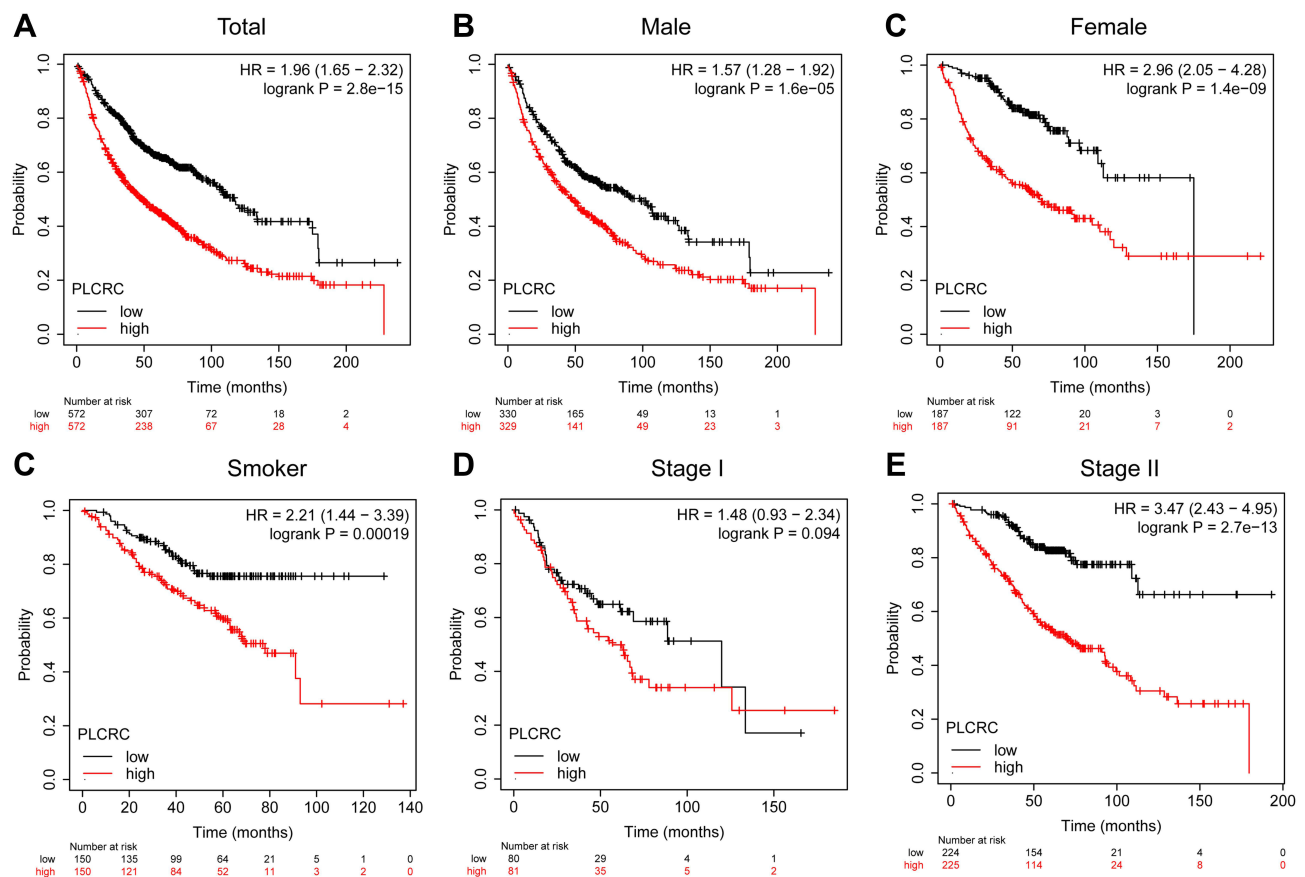 A Total
HR = 1.96 (1.65 − 2.32)
logrank P = 2.8e−15
Probability
0.0 0.2 0.4 0.6 0.8 1.0
PLCRC
low
high
0 50 100 150 200
Time (months)
Number at risk
low 572 307 72 18 2
high 572 238 67 28 4
B Male
HR = 1.57 (1.28 − 1.92)
logrank P = 1.6e−05
Probability
0.0 0.2 0.4 0.6 0.8 1.0
PLCRC
low
high
0 50 100 150 200
Time (months)
Number at risk
low 330 165 49 13 1
high 329 141 49 23 3
C Female
HR = 2.96 (2.05 − 4.28)
logrank P = 1.4e−09
Probability
0.0 0.2 0.4 0.6 0.8 1.0
PLCRC
low
high
0 50 100 150 200
Time (months)
Number at risk
low 187 122 20 3 0
high 187 91 21 7 2
C Smoker
HR = 2.21 (1.44 − 3.39)
logrank P = 0.00019
Probability
0.0 0.2 0.4 0.6 0.8 1.0
PLCRC
low
high
0 20 40 60 80 100 120 140
Time (months)
Number at risk
low 150 135 99 64 21 5 1 0
high 150 121 84 52 11 3 2 0
D Stage I
HR = 1.48 (0.93 − 2.34)
logrank P = 0.094
Probability
0.0 0.2 0.4 0.6 0.8 1.0
PLCRC
low
high
0 50 100 150
Time (months)
Number at risk
low 80 29 4 1
high 81 35 5 2
E Stage II
HR = 3.47 (2.43 − 4.95)
logrank P = 2.7e−13
Probability
0.0 0.2 0.4 0.6 0.8 1.0
PLCRC
low
high
0 50 100 150 200
Time (months)
Number at risk
low 224 154 21 4 0
high 225 114 24 8 0